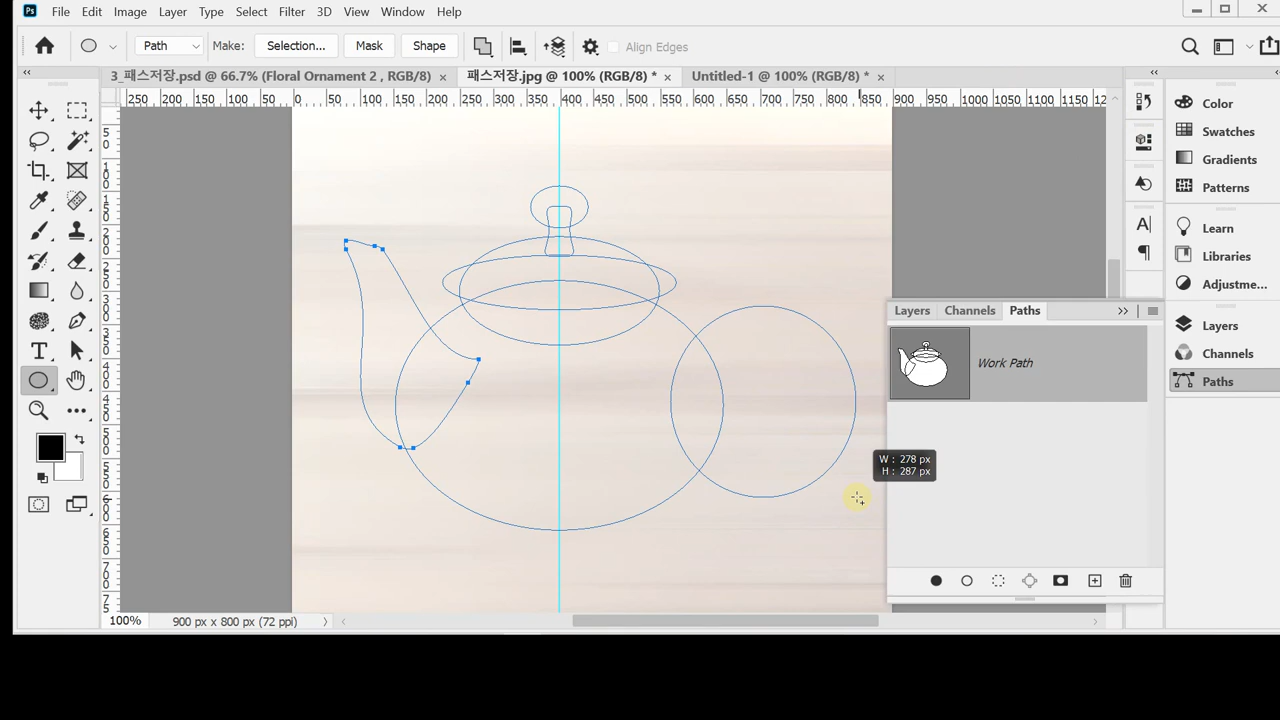 Ps File Edit Image Layer Type Select Filter 3D View Window Help
Path Make: Selection... Mask Shape Align Edges
3_패스저장.psd @ 66.7% (Floral Ornament 2 , RGB/8) × 패스저장.jpg @ 100% (RGB/8) * × Untitled-1 @ 100% (RGB/8) * ×
250 200 150 100 50 0 50 100 150 200 250 300 350 400 450 500 550 600 650 700 750 800 850 900 950 1000 1050 1100 1150 12
Color
Swatches
Gradients
Patterns
Learn
Libraries
Adjustme...
Layers
Channels
Paths
Layers Channels Paths
Work Path
W : 278 px
H : 287 px
100% 900 px x 800 px (72 ppi)